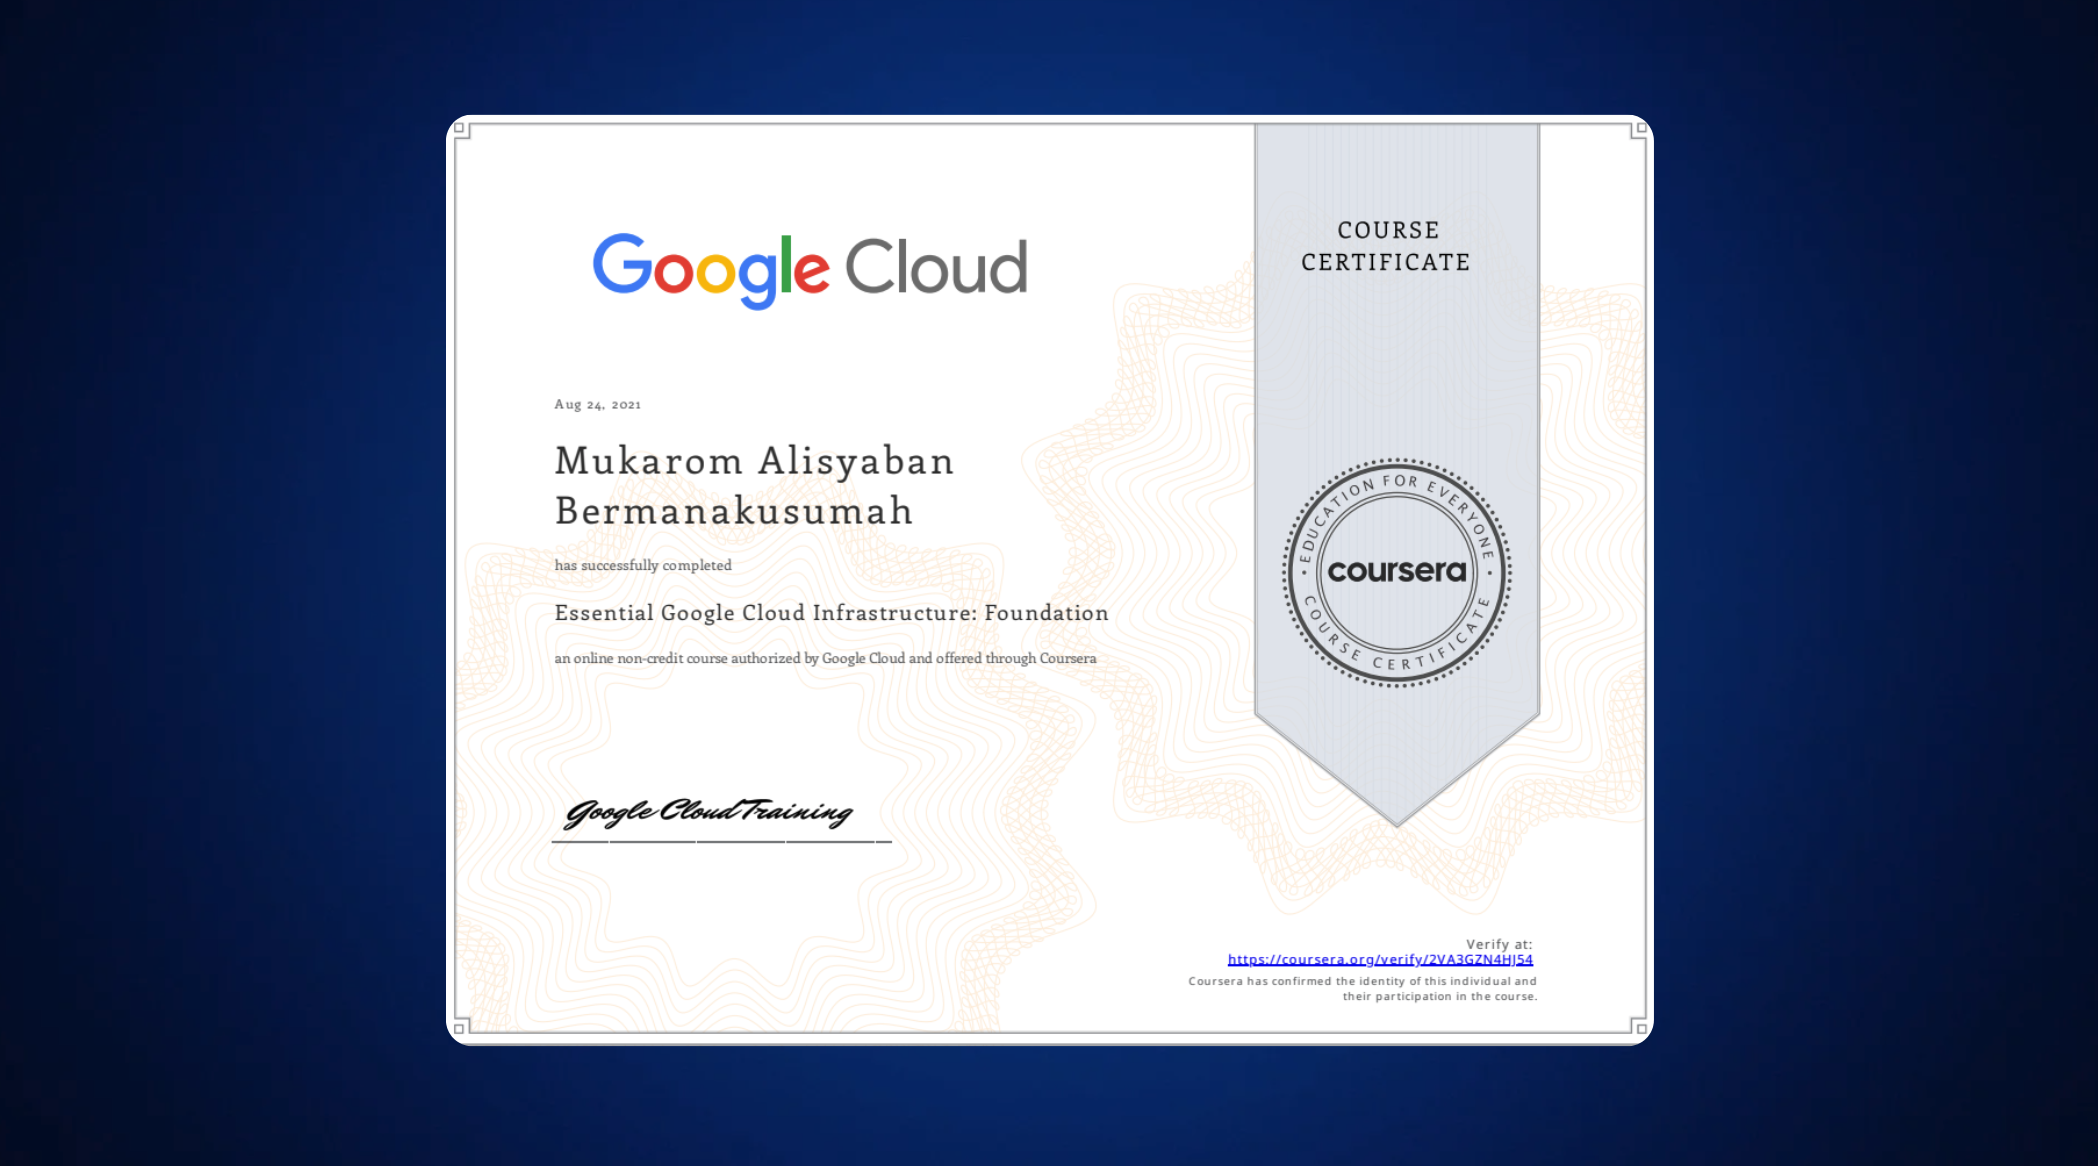 Google Cloud
COURSE
CERTIFICATE
Aug 24, 2021
Mukarom Alisyaban
Bermanakusumah
has successfully completed
Essential Google Cloud Infrastructure: Foundation
an online non-credit course authorized by Google Cloud and offered through Coursera
EDUCATION FOR EVERYONE
coursera
COURSE CERTIFICATE
Google Cloud Training
Verify at:
https://coursera.org/verify/2VA3GZN4HJ54
Coursera has confirmed the identity of this individual and
their participation in the course.